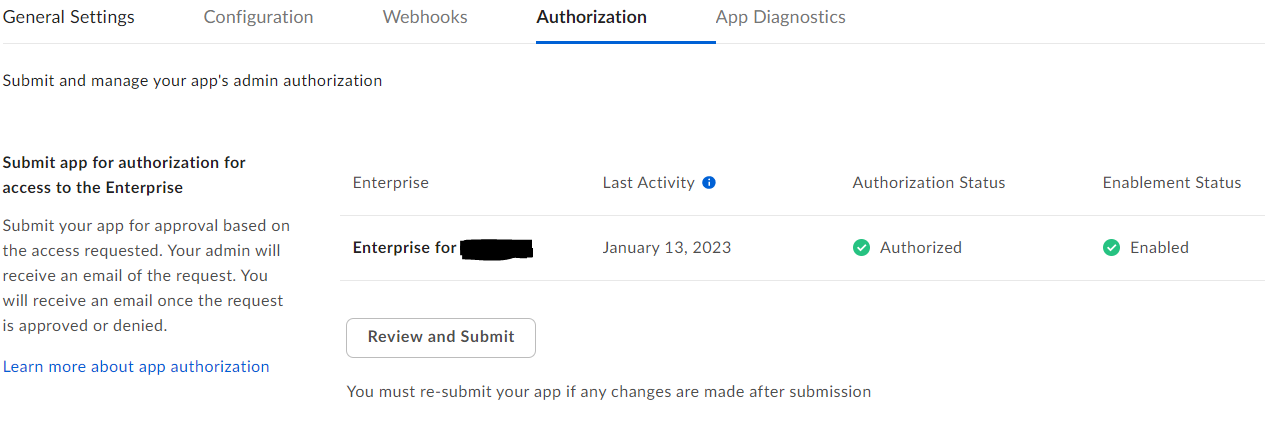 General Settings Configuration Webhooks Authorization App Diagnostics
Submit and manage your app's admin authorization
Submit app for authorization for
access to the Enterprise
Submit your app for approval based on
the access requested. Your admin will
receive an email of the request. You
will receive an email once the request
is approved or denied.
Learn more about app authorization
Enterprise Last Activity Authorization Status Enablement Status
Enterprise for January 13, 2023 Authorized Enabled
Review and Submit
You must re-submit your app if any changes are made after submission